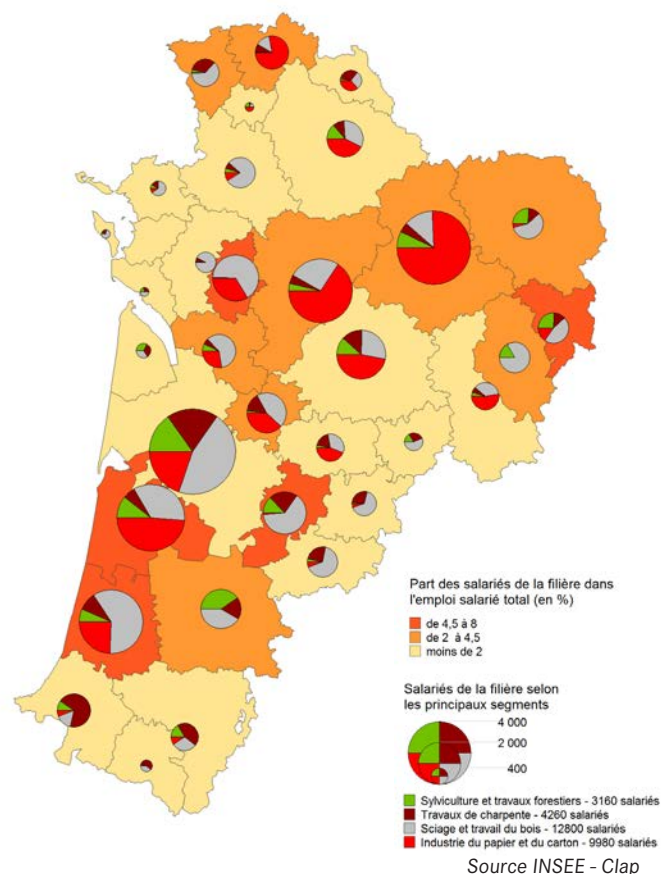 Part des salariés de la filière dans
l'emploi salarié total (en %)
de 4,5 à 8
de 2 à 4,5
moins de 2
Salariés de la filière selon
les principaux segments
4 000
2 000
400
Sylviculture et travaux forestiers - 3160 salariés
Travaux de charpente - 4260 salariés
Sciage et travail du bois - 12800 salariés
Industrie du papier et du carton - 9980 salariés
Source INSEE - Clap